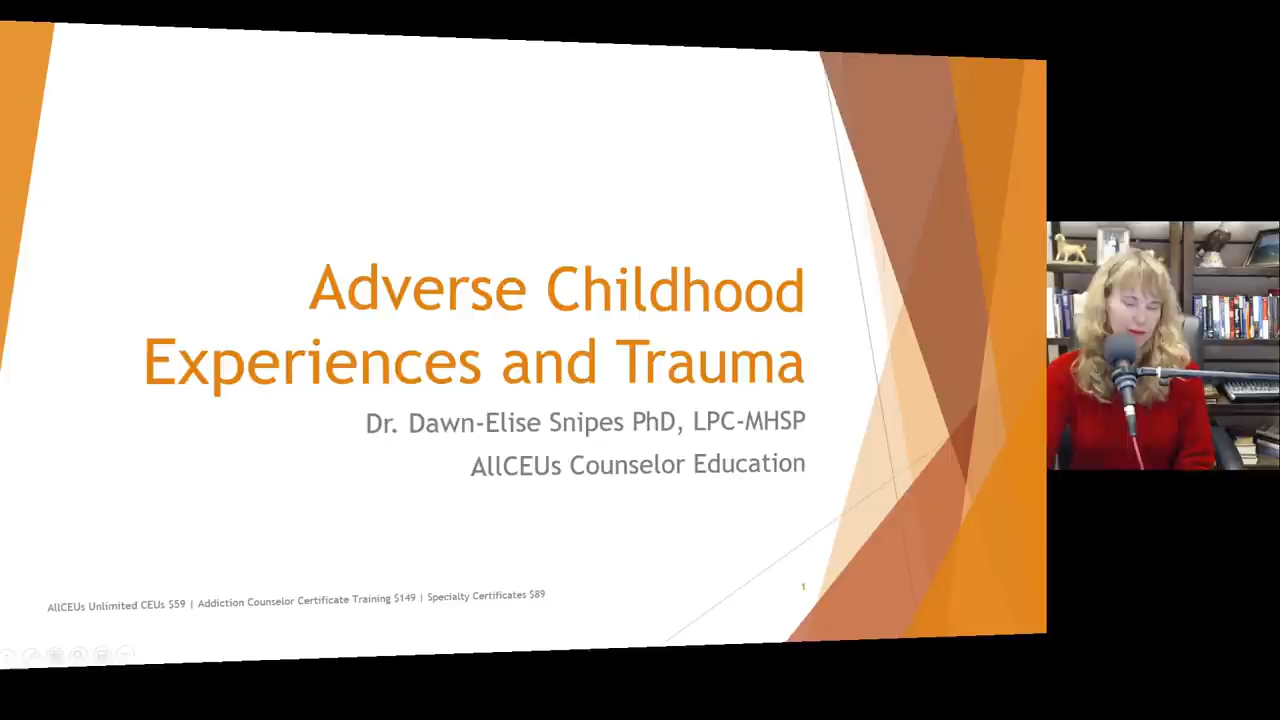 Adverse Childhood
Experiences and Trauma
Dr. Dawn-Elise Snipes PhD, LPC-MHSP
AllCEUs Counselor Education
AllCEUs Unlimited CEUs $59 | Addiction Counselor Certificate Training $149 | Specialty Certificates $89
1